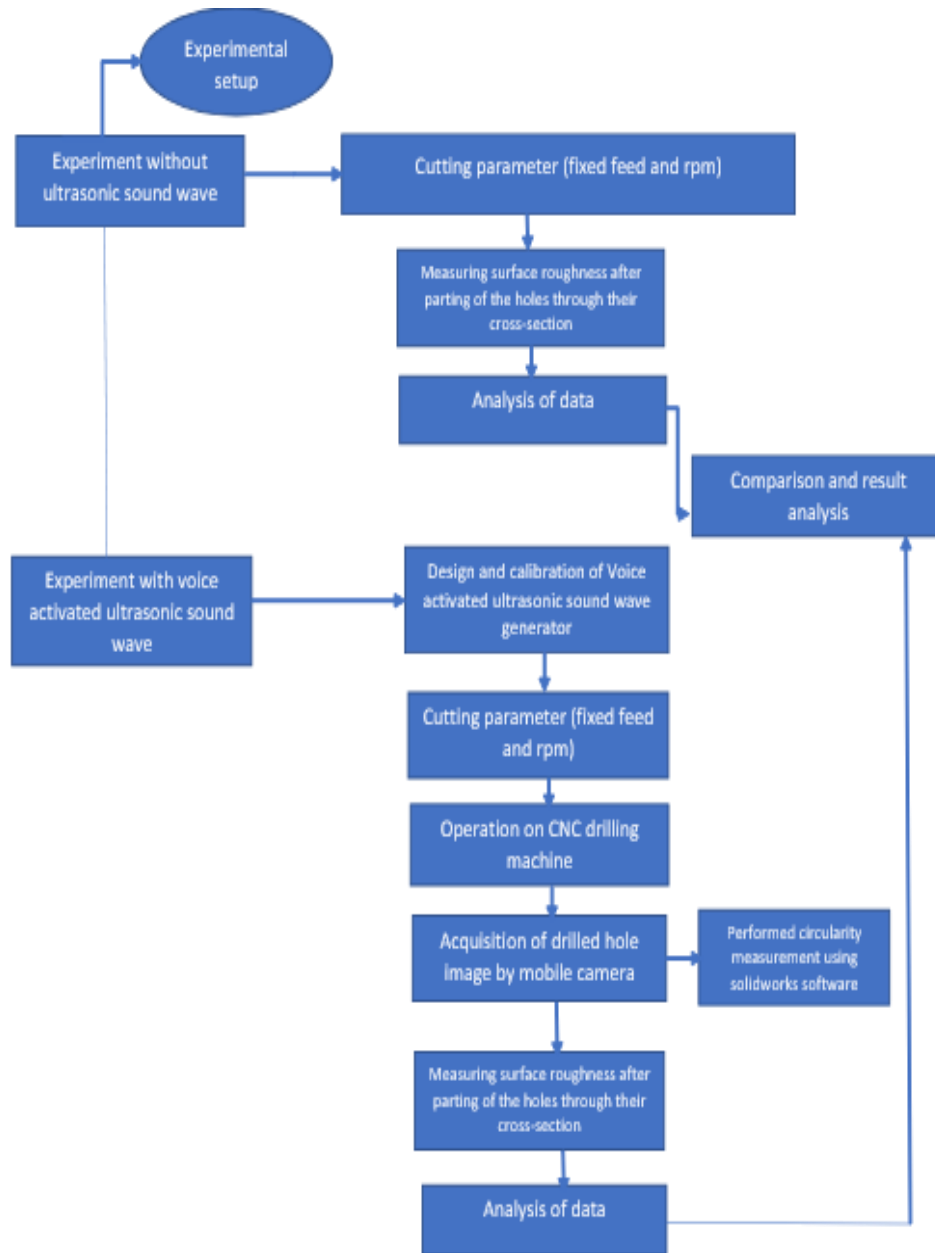 Experimental
setup
Experiment without
ultrasonic sound wave
Cutting parameter (fixed feed and rpm)
Measuring surface roughness after
parting of the holes through their
cross-section
Analysis of data
Comparison and result
analysis
Experiment with voice
activated ultrasonic sound
wave
Design and calibration of Voice
activated ultrasonic sound wave
generator
Cutting parameter (fixed feed
and rpm)
Operation on CNC drilling
machine
Acquisition of drilled hole
image by mobile camera
Performed circularity
measurement using
solidworks software
Measuring surface roughness after
parting of the holes through their
cross-section
Analysis of data